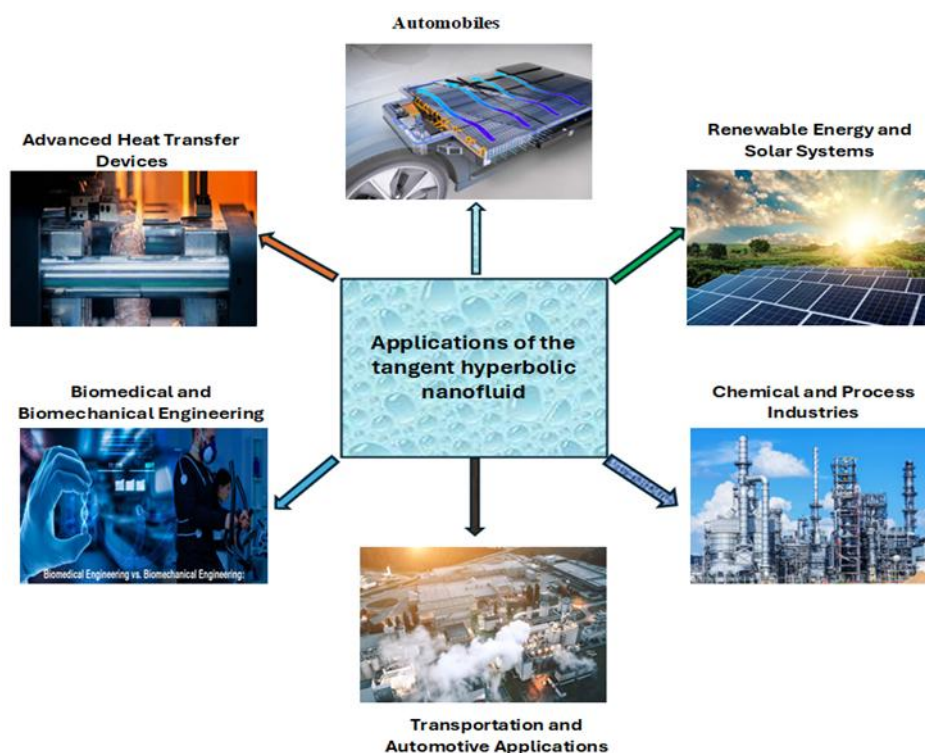 Automobiles
Advanced Heat Transfer
Devices
Renewable Energy and
Solar Systems
Applications of the
tangent hyperbolic
nanofluid
Biomedical and
Biomechanical Engineering
Biomedical Engineering vs. Biomechanical Engineering:
Chemical and Process
Industries
Transportation and
Automotive Applications